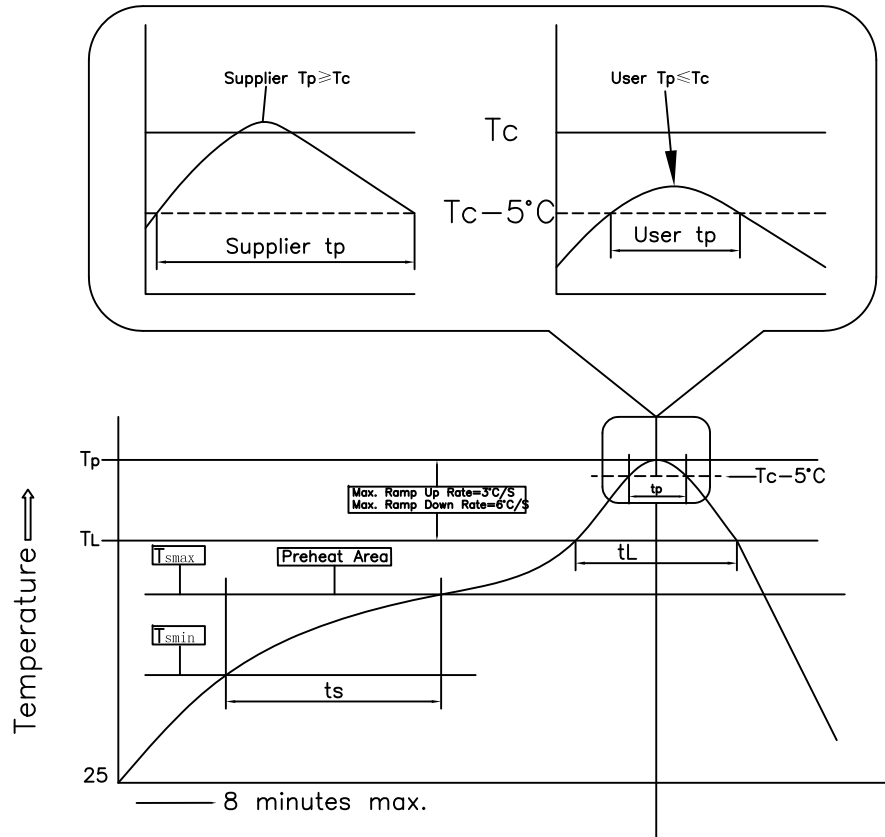 Supplier Tp≥Tc
User Tp≤Tc
Tc
Tc-5°C
Supplier tp
User tp
Tp
Tc-5°C
Max. Ramp Up Rate=3°C/S
Max. Ramp Down Rate=6°C/S
tp
TL
Tsmax
Preheat Area
tL
Tsmin
ts
Temperature⇒
25
8 minutes max.